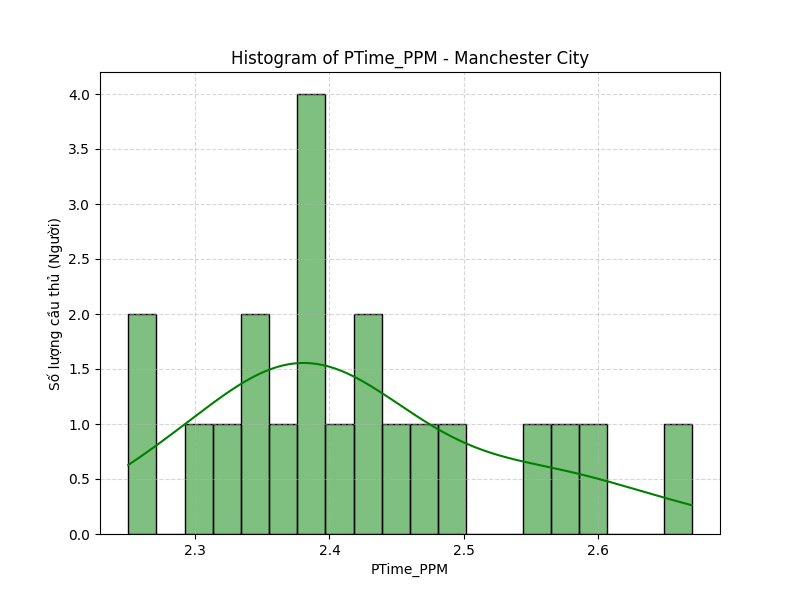 Histogram of PTime_PPM - Manchester City
Số lượng cầu thủ (Người)
4.0
3.5
3.0
2.5
2.0
1.5
1.0
0.5
0.0
2.3 2.4 2.5 2.6
PTime_PPM